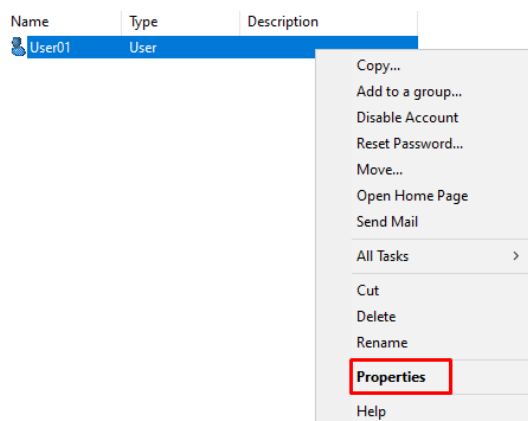 Name Type Description
User01 User
Copy...
Add to a group...
Disable Account
Reset Password...
Move...
Open Home Page
Send Mail
All Tasks >
Cut
Delete
Rename
Properties
Help